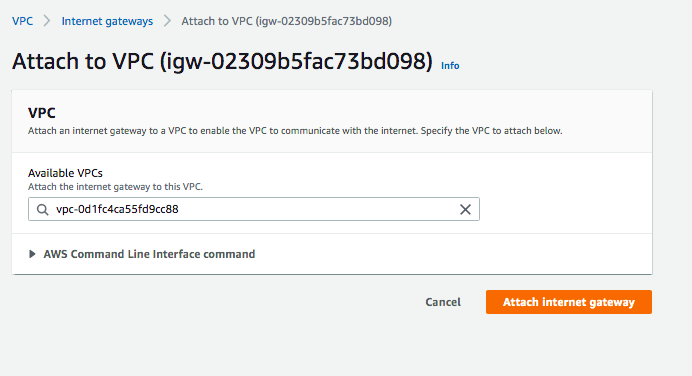 VPC > Internet gateways > Attach to VPC (igw-02309b5fac73bd098)
Attach to VPC (igw-02309b5fac73bd098) Info
VPC
Attach an internet gateway to a VPC to enable the VPC to communicate with the internet. Specify the VPC to attach below.
Available VPCs
Attach the internet gateway to this VPC.
vpc-0d1fc4ca55fd9cc88
AWS Command Line Interface command
Cancel Attach internet gateway